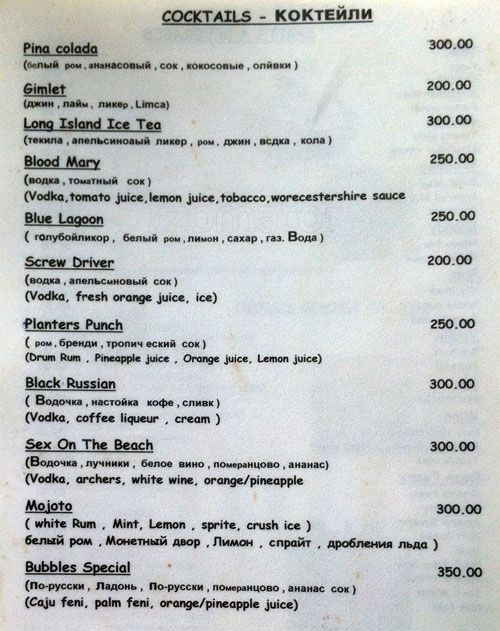 COCKTAILS - КОКТЕЙЛИ
Pina colada 300.00
(белый ром, ананасовый , сок , кокосовые , оливки )
Gimlet 200.00
(джин , лайм , ликер , Limca)
Long Island Ice Tea 300.00
(текила , апельсиноаый ликер , ром , джин , всдка , кола )
Blood Mary 250.00
(водка , томатный сок )
(Vodka,tomato juice,lemon juice,tobacco,worecestershire sauce
Blue Lagoon 250.00
( голубойликор , белый ром , лимон , сахар , газ. Вода )
Screw Driver 200.00
(водка , апельсмновый сок )
(Vodka, fresh orange juice, ice)
Planters Punch 250.00
( ром , бренди , тропич еский сок )
(Drum Rum , Pineapple juice , Orange juice, Lemon juice)
Black Russian 300.00
( Водочка , настойка кофе , сливк )
(Vodka, coffee liqueur , cream )
Sex On The Beach 300.00
(Водочка , лучники , белое вино , померанцово , ананас)
(Vodka, archers, white wine, orange/pineapple
Mojoto 300.00
( white Rum , Mint, Lemon , sprite, crush ice )
белый ром , Монетный двор , Лимон , спрайт , дробления льда )
Bubbles Special 350.00
(По-русски , Ладонь , По-русски , померанцово , ананас сок )
(Caju feni, palm feni, orange/pineapple juice)